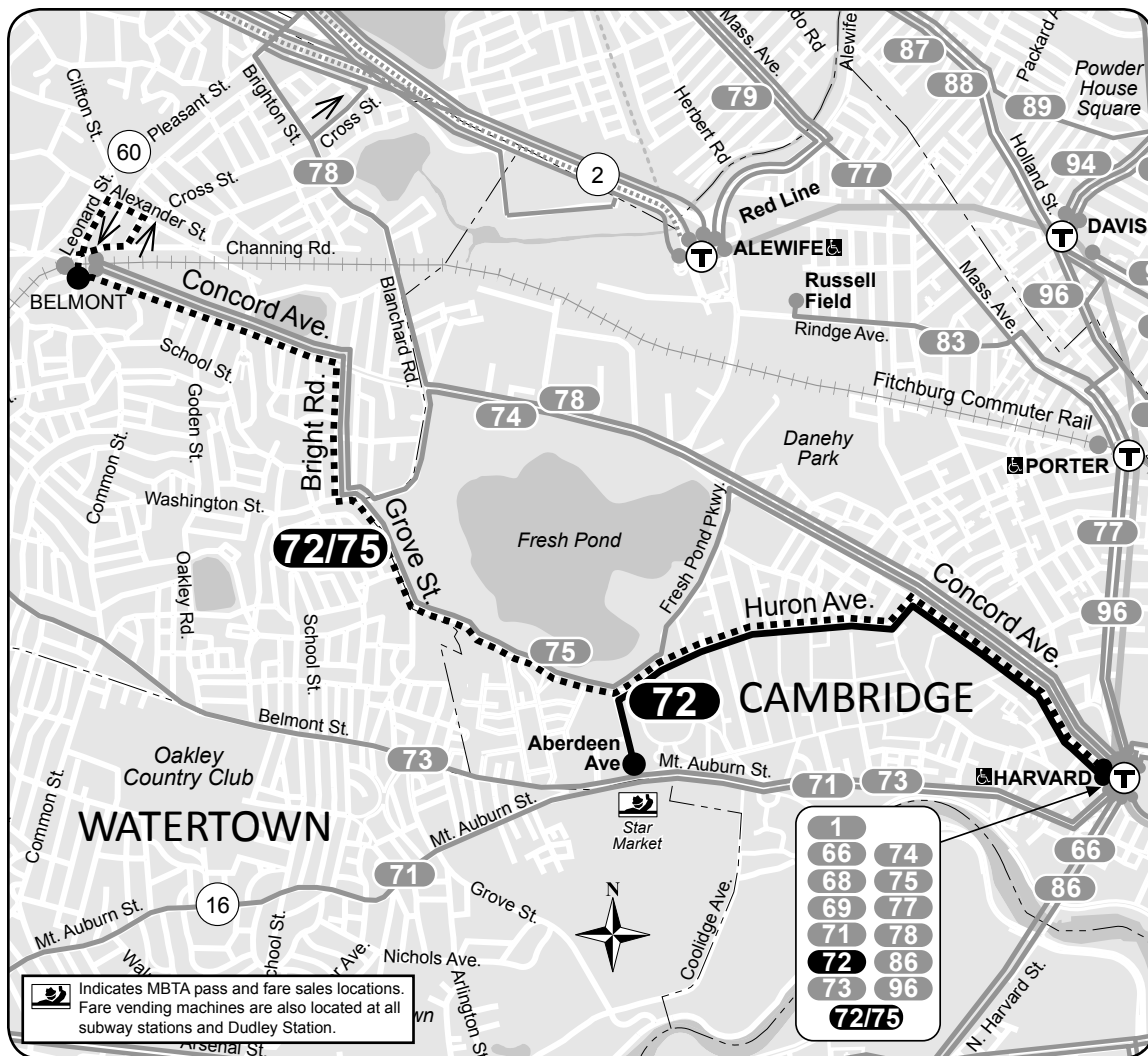 Clifton St.
Pleasant St.
60
Leonard St.
Alexander St.
Cross St.
Brighton St.
Cross St.
78
Channing Rd.
BELMONT
Concord Ave.
School St.
Goden St.
Common St.
Washington St.
Oakley Rd.
School St.
Bright Rd.
Blanchard Rd.
72/75
Grove St.
2
79
Mass. Ave.
Herbert Rd
Alewife
Red Line
T
ALEWIFE
77
87
88
Packard
89
Powder
House
Square
Holland St.
94
DAVIS
T
96
Mass. Ave.
Russell
Field
Rindge Ave.
83
Fitchburg Commuter Rail
PORTER
T
74
78
Danehy
Park
Fresh Pond
Fresh Pond Pkwy.
77
96
Huron Ave.
Concord Ave.
75
72
CAMBRIDGE
Aberdeen
Ave
Mt. Auburn St.
HARVARD
T
Belmont St.
73
71
73
Oakley
Country Club
Common St.
WATERTOWN
Mt. Auburn St.
Star
Market
71
16
Mt. Auburn St.
Grove St.
N
Coolidge Ave.
Nichols Ave.
Arlington St.
Arsenal St.
66
86
N. Harvard St.
1
66 74
68 75
69 77
71 78
72 86
73 96
72/75
Indicates MBTA pass and fare sales locations.
Fare vending machines are also located at all
subway stations and Dudley Station.